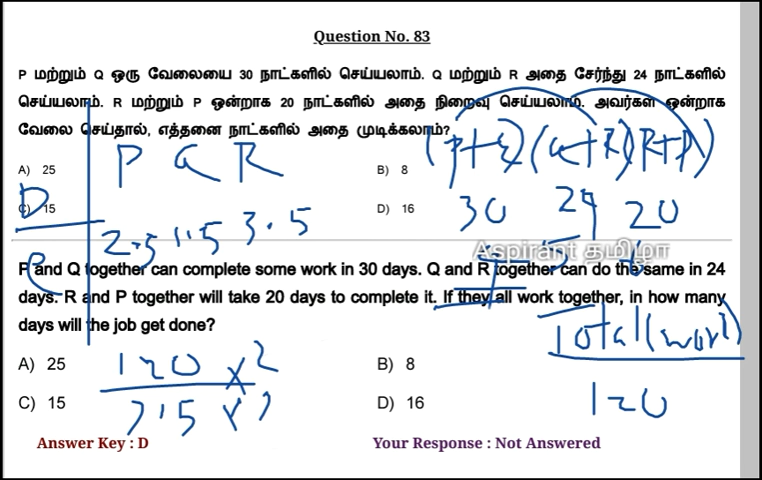 Question No. 83
P மற்றும் Q ஒரு வேலையை 30 நாட்களில் செய்யலாம். Q மற்றும் R அதை சேர்ந்து 24 நாட்களில்
செய்யலாம். R மற்றும் P ஒன்றாக 20 நாட்களில் அதை நிறைவு செய்யலாம். அவர்கள் ஒன்றாக
வேலை செய்தால், எத்தனை நாட்களில் அதை முடிக்கலாம்?
(P+Q) (Q+R) (R+P)
P Q R
A) 25
B) 8
D
C) 15
D) 16
30 24 20
2.5 1.5 3.5
Aspirant தமிழா
5 6
P and Q together can complete some work in 30 days. Q and R together can do the same in 24
days. R and P together will take 20 days to complete it. If they all work together, in how many
days will the job get done?
Total (work)
A) 25
120 x 2
B) 8
C) 15
7.5 x 2
D) 16
120
Answer Key : D
Your Response : Not Answered